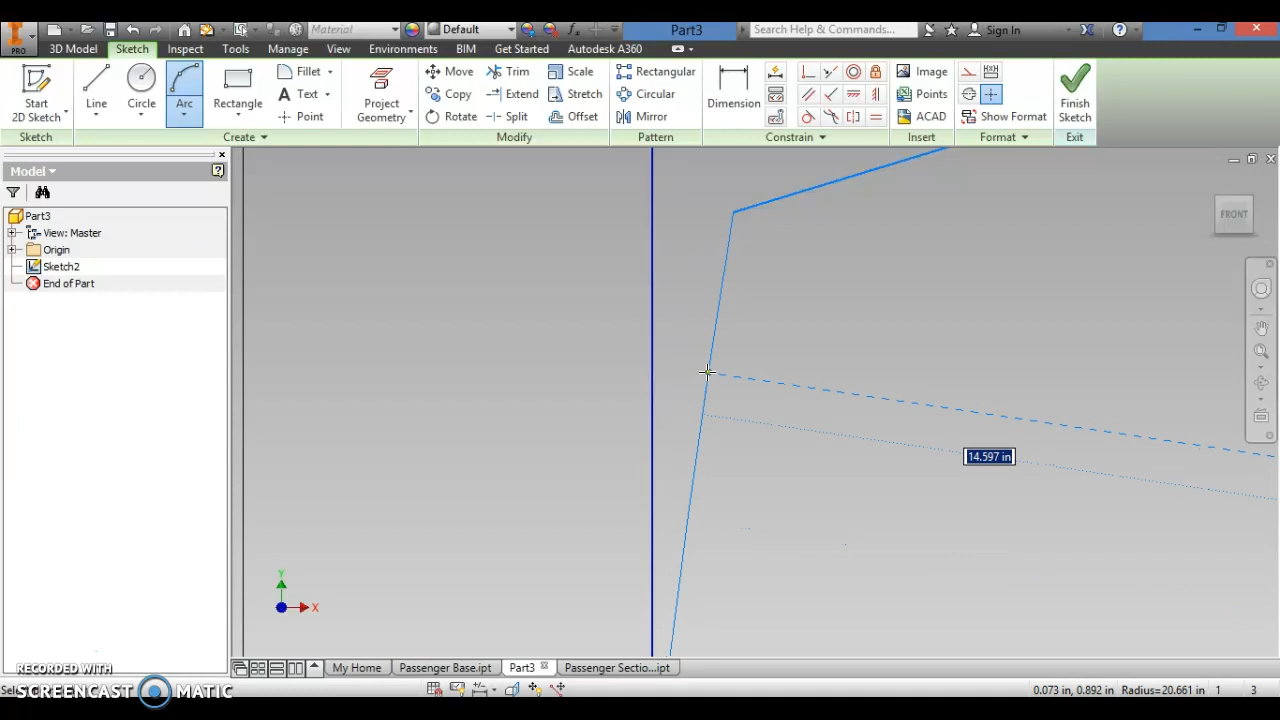 PRO
Material
Default
Part3
Search Help & Commands...
Sign In
3D Model Sketch Inspect Tools Manage View Environments BIM Get Started Autodesk A360
Start
2D Sketch
Line
Circle
Arc
Rectangle
Fillet
Text
Point
Project
Geometry
Move
Copy
Rotate
Trim
Extend
Split
Scale
Stretch
Offset
Rectangular
Circular
Mirror
Dimension
Image
Points
ACAD
Show Format
Finish
Sketch
Sketch Create Modify Pattern Constrain Insert Format Exit
Model
Part3
View: Master
Origin
Sketch2
End of Part
FRONT
14.597 in
Y
X
My Home Passenger Base.ipt Part3 Passenger Sectio...ipt
RECORDED WITH
SCREENCAST MATIC
0.073 in, 0.892 in Radius=20.661 in 1 3